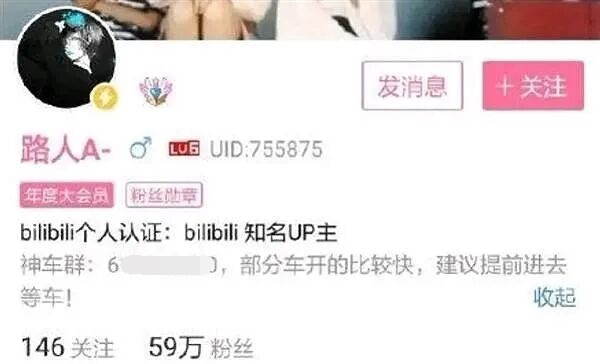 发消息
+关注
路人A- ♂ LV6 UID:755875
年度大会员 粉丝勋章
bilibili个人认证：bilibili 知名UP主
神车群：6 0，部分车开的比较快，建议提前进去
等车！ 收起
146 关注 59万 粉丝